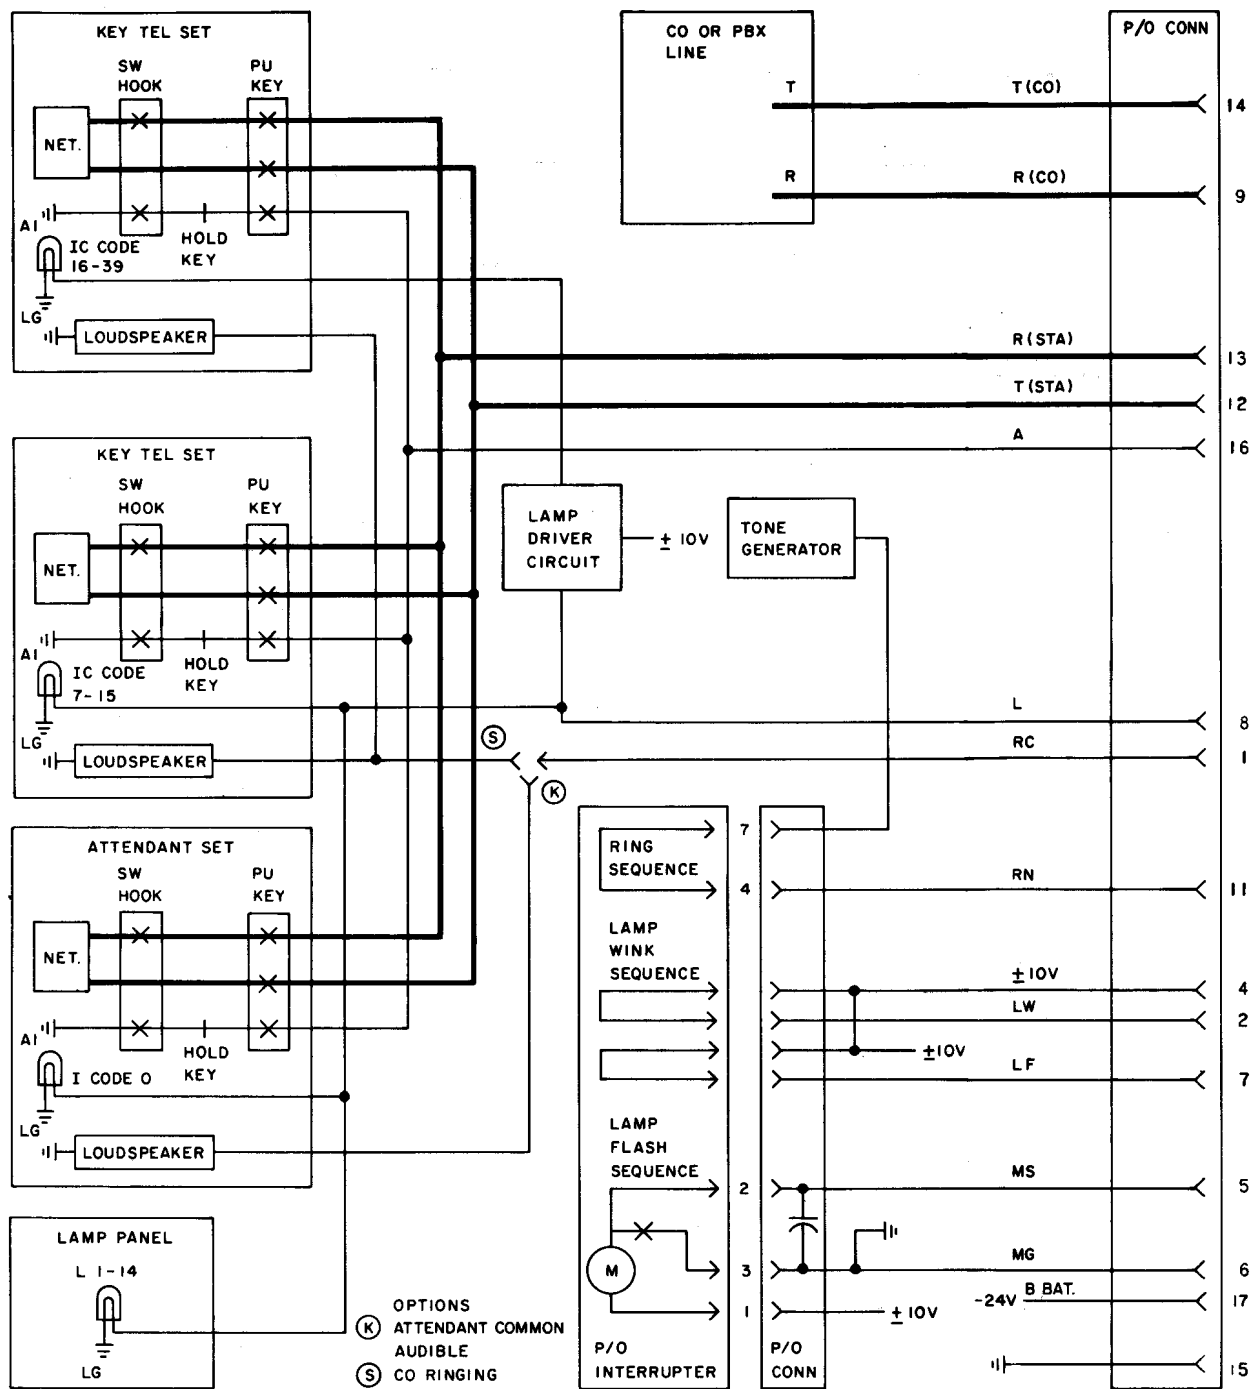 KEY TEL SET
SW
HOOK
PU
KEY
NET.
A1
HOLD
KEY
IC CODE
16-39
LG
LOUDSPEAKER
CO OR PBX
LINE
T
R
P/O CONN
T (CO)
14
R (CO)
9
R (STA)
13
T (STA)
12
A
16
KEY TEL SET
SW
HOOK
PU
KEY
NET.
A1
HOLD
KEY
IC CODE
7-15
LG
LOUDSPEAKER
LAMP
DRIVER
CIRCUIT
± 10V
TONE
GENERATOR
L
8
S
RC
1
K
ATTENDANT SET
SW
HOOK
PU
KEY
NET.
A1
HOLD
KEY
I CODE 0
LG
LOUDSPEAKER
7
RING
SEQUENCE
4
RN
11
LAMP
WINK
SEQUENCE
±10V
4
LW
2
±10V
LF
7
LAMP
FLASH
SEQUENCE
2
MS
5
M
3
MG
6
-24V B BAT.
17
1
± 10V
P/O
INTERRUPTER
P/O
CONN
15
LAMP PANEL
L 1-14
LG
OPTIONS
K ATTENDANT COMMON
AUDIBLE
S CO RINGING